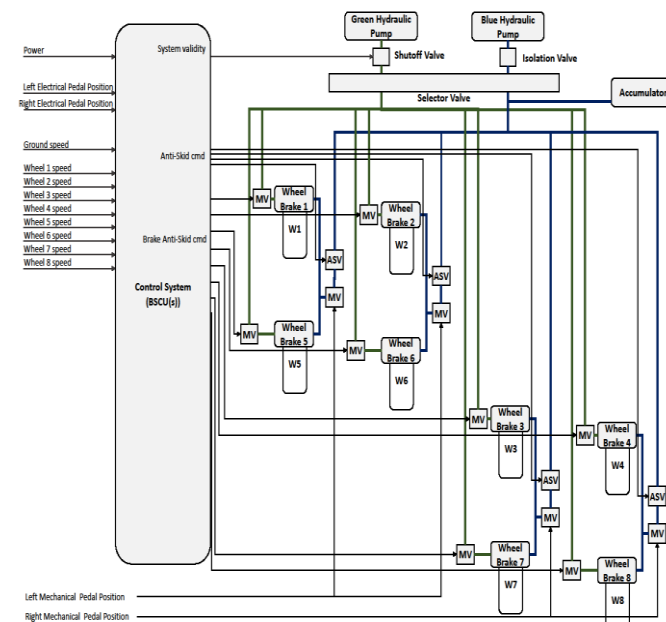 Green Hydraulic
Pump
Blue Hydraulic
Pump
Power
System validity
Shutoff Valve
Isolation Valve
Left Electrical Pedal Position
Right Electrical Pedal Position
Selector Valve
Accumulator
Ground speed
Anti-Skid cmd
Wheel 1 speed
Wheel 2 speed
Wheel 3 speed
Wheel 4 speed
Wheel 5 speed
Wheel 6 speed
Wheel 7 speed
Wheel 8 speed
Brake Anti-Skid cmd
Control System
(BSCU(s))
MV
Wheel
Brake 1
W1
MV
Wheel
Brake 2
W2
ASV
MV
ASV
MV
MV
Wheel
Brake 5
W5
MV
Wheel
Brake 6
W6
MV
Wheel
Brake 3
W3
MV
Wheel
Brake 4
W4
ASV
MV
ASV
MV
MV
Wheel
Brake 7
W7
MV
Wheel
Brake 8
W8
Left Mechanical Pedal Position
Right Mechanical Pedal Position